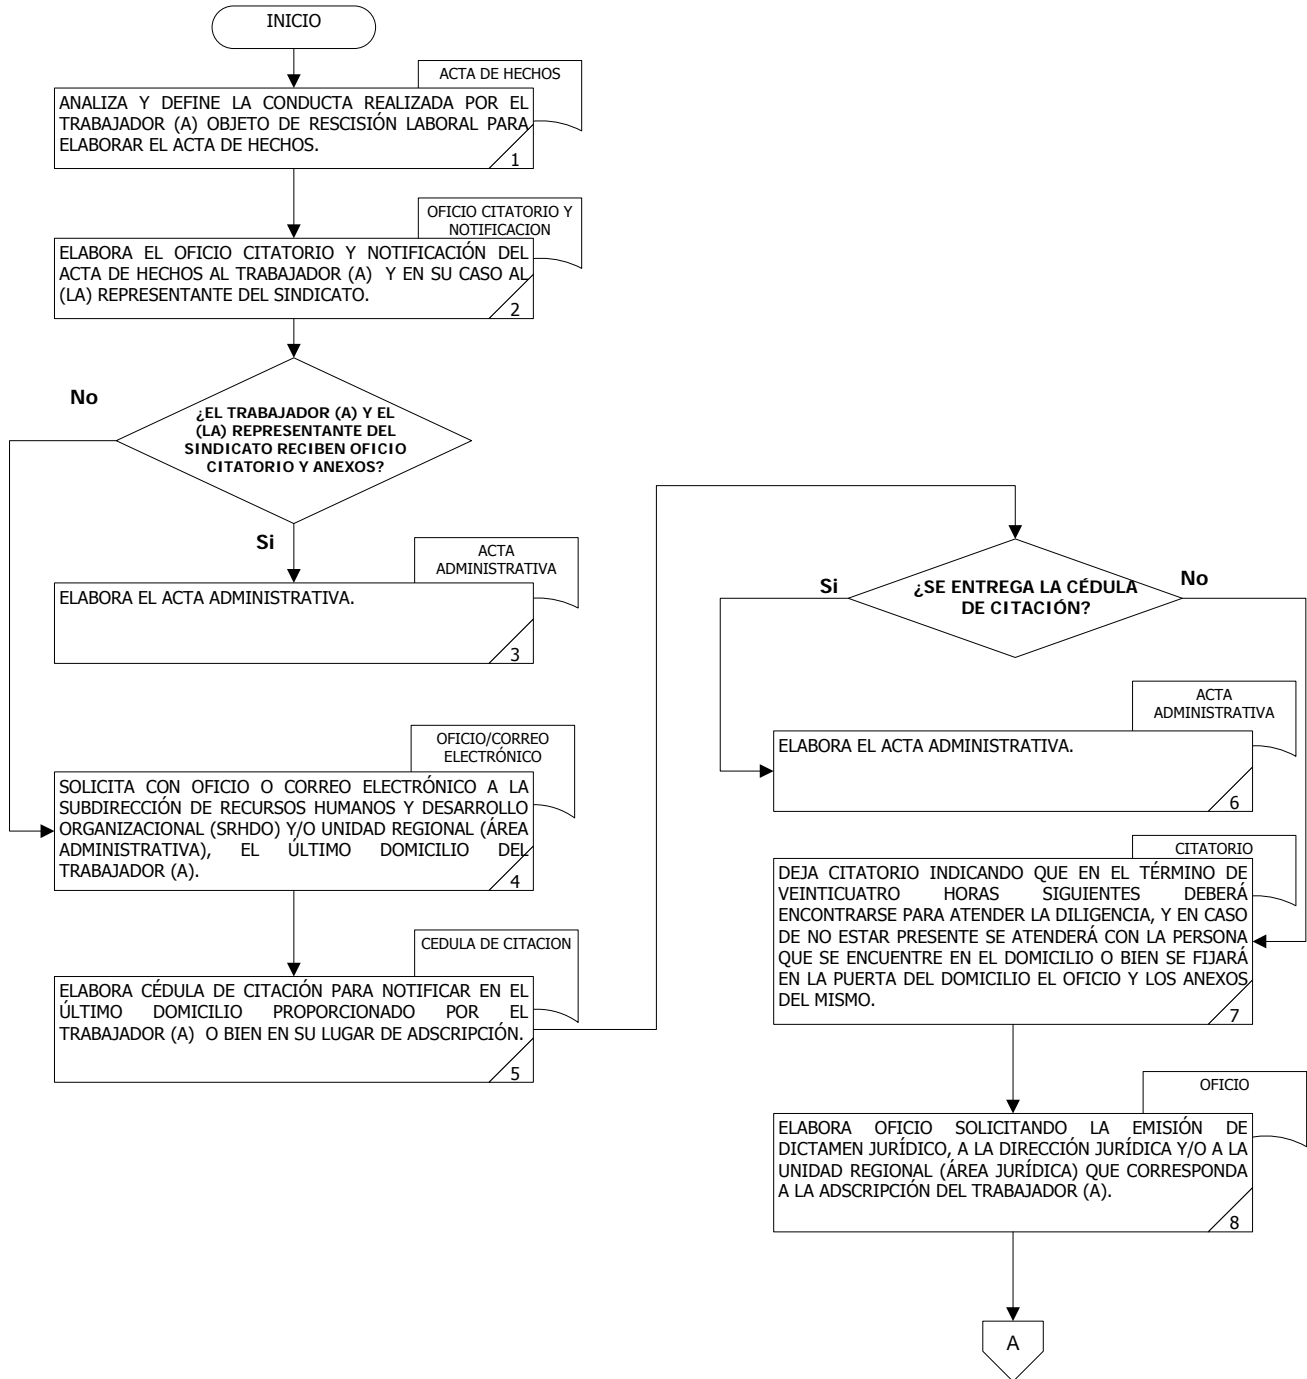 INICIO
ACTA DE HECHOS
ANALIZA Y DEFINE LA CONDUCTA REALIZADA POR EL
TRABAJADOR (A) OBJETO DE RESCISIÓN LABORAL PARA
ELABORAR EL ACTA DE HECHOS.
1
OFICIO CITATORIO Y
NOTIFICACION
ELABORA EL OFICIO CITATORIO Y NOTIFICACIÓN DEL
ACTA DE HECHOS AL TRABAJADOR (A) Y EN SU CASO AL
(LA) REPRESENTANTE DEL SINDICATO.
2
No
¿EL TRABAJADOR (A) Y EL
(LA) REPRESENTANTE DEL
SINDICATO RECIBEN OFICIO
CITATORIO Y ANEXOS?
Si
ACTA
ADMINISTRATIVA
ELABORA EL ACTA ADMINISTRATIVA.
3
OFICIO/CORREO
ELECTRÓNICO
SOLICITA CON OFICIO O CORREO ELECTRÓNICO A LA
SUBDIRECCIÓN DE RECURSOS HUMANOS Y DESARROLLO
ORGANIZACIONAL (SRHDO) Y/O UNIDAD REGIONAL (ÁREA
ADMINISTRATIVA), EL ÚLTIMO DOMICILIO DEL
TRABAJADOR (A).
4
CEDULA DE CITACION
ELABORA CÉDULA DE CITACIÓN PARA NOTIFICAR EN EL
ÚLTIMO DOMICILIO PROPORCIONADO POR EL
TRABAJADOR (A) O BIEN EN SU LUGAR DE ADSCRIPCIÓN.
5
Si
¿SE ENTREGA LA CÉDULA
DE CITACIÓN?
No
ACTA
ADMINISTRATIVA
ELABORA EL ACTA ADMINISTRATIVA.
6
CITATORIO
DEJA CITATORIO INDICANDO QUE EN EL TÉRMINO DE
VEINTICUATRO HORAS SIGUIENTES DEBERÁ
ENCONTRARSE PARA ATENDER LA DILIGENCIA, Y EN CASO
DE NO ESTAR PRESENTE SE ATENDERÁ CON LA PERSONA
QUE SE ENCUENTRE EN EL DOMICILIO O BIEN SE FIJARÁ
EN LA PUERTA DEL DOMICILIO EL OFICIO Y LOS ANEXOS
DEL MISMO.
7
OFICIO
ELABORA OFICIO SOLICITANDO LA EMISIÓN DE
DICTAMEN JURÍDICO, A LA DIRECCIÓN JURÍDICA Y/O A LA
UNIDAD REGIONAL (ÁREA JURÍDICA) QUE CORRESPONDA
A LA ADSCRIPCIÓN DEL TRABAJADOR (A).
8
A